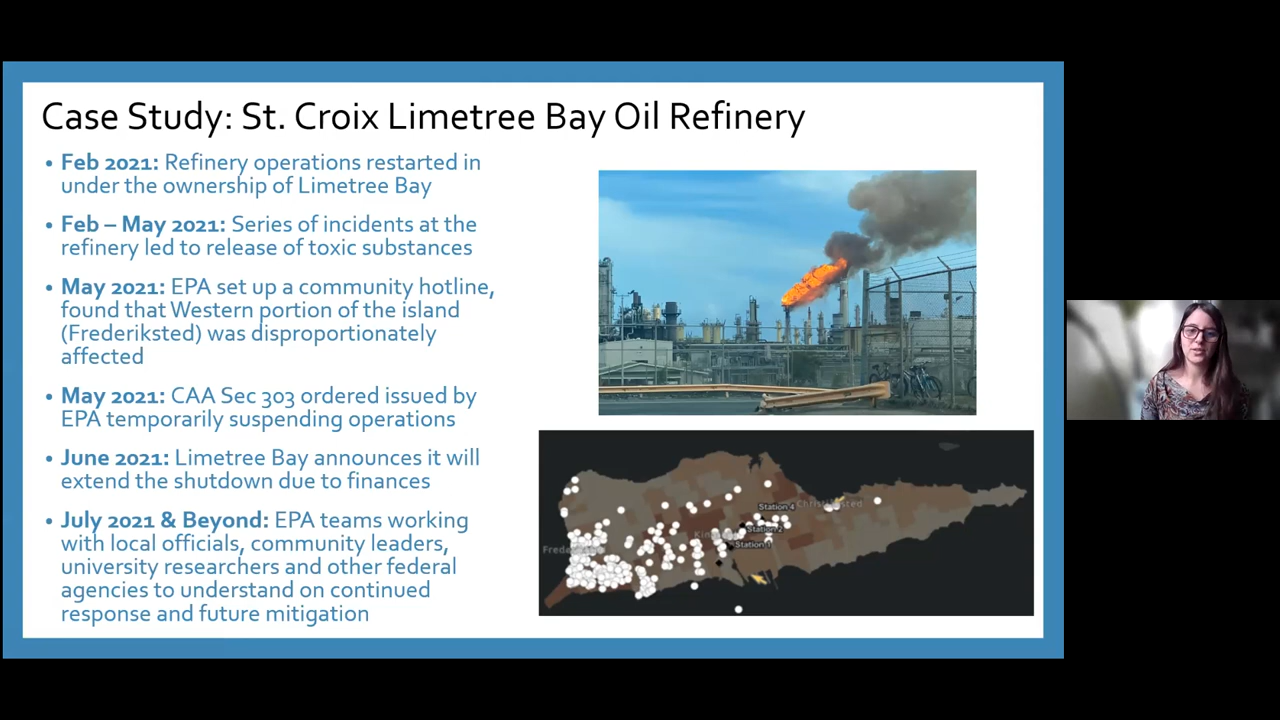 Case Study: St. Croix Limetree Bay Oil Refinery
• Feb 2021: Refinery operations restarted in
under the ownership of Limetree Bay
• Feb – May 2021: Series of incidents at the
refinery led to release of toxic substances
• May 2021: EPA set up a community hotline,
found that Western portion of the island
(Frederiksted) was disproportionately
affected
• May 2021: CAA Sec 303 ordered issued by
EPA temporarily suspending operations
• June 2021: Limetree Bay announces it will
extend the shutdown due to finances
• July 2021 & Beyond: EPA teams working
with local officials, community leaders,
university researchers and other federal
agencies to understand on continued
response and future mitigation
Station 4
Station 2
Station 1